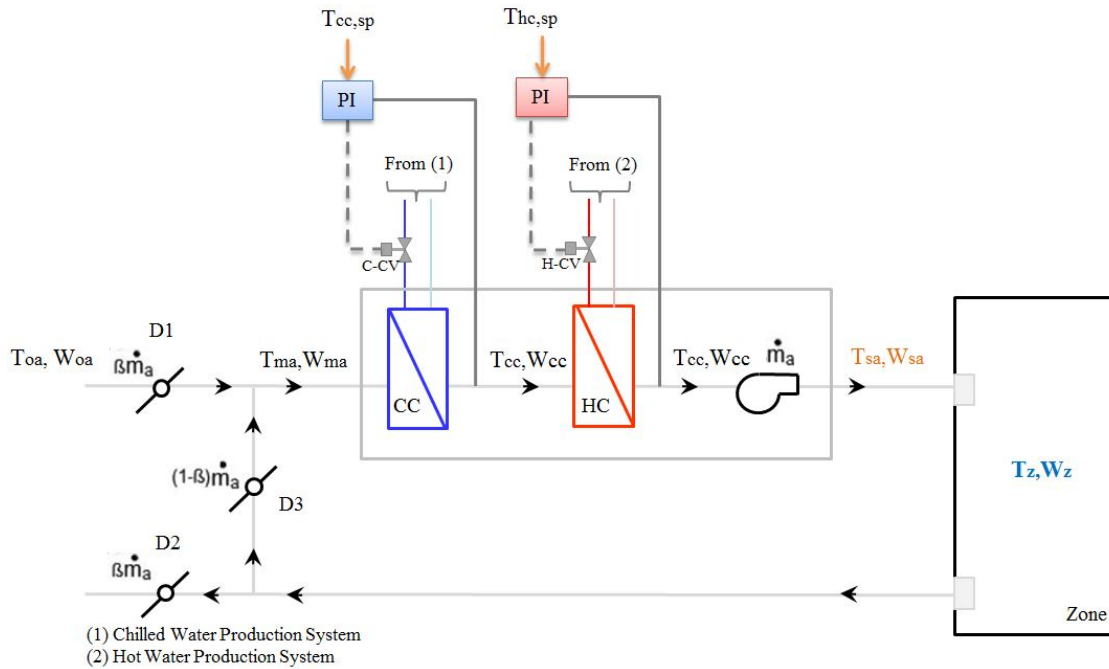 Tcc,sp
Thc,sp
PI
PI
From (1)
From (2)
C-CV
H-CV
D1
Toa, Woa
ßṁa
Tma,Wma
CC
Tcc,Wcc
HC
Tcc,Wcc
ṁa
Tsa,Wsa
(1-ß)ṁa
D3
Tz,Wz
D2
ßṁa
Zone
(1) Chilled Water Production System
(2) Hot Water Production System